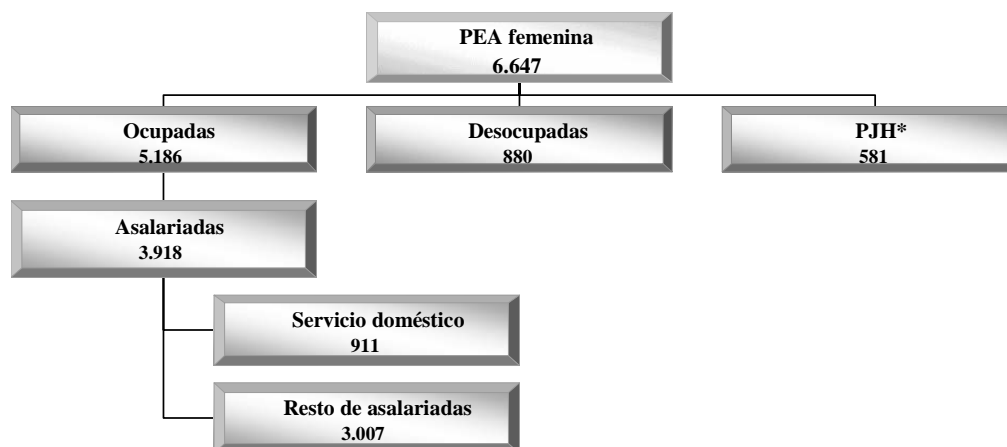 PEA femenina
6.647
Ocupadas
5.186
Desocupadas
880
PJH*
581
Asalariadas
3.918
Servicio doméstico
911
Resto de asalariadas
3.007